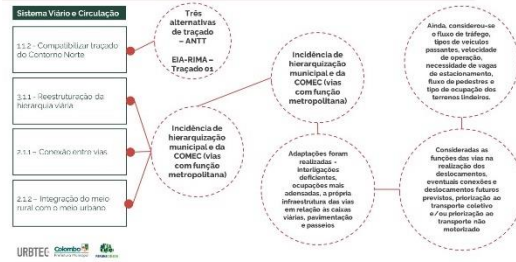 Sistema Viário e Circulação
1.1.2 - Compatibilizar traçado
do Contorno Norte
3.1.1 - Reestruturação da
hierarquia viária
2.1.1 – Conexão entre vias
2.1.2 – Integração do meio
rural com o meio urbano
Três
alternativas
de traçado
– ANTT
EIA-RIMA –
Traçado 01
Incidência de
hierarquização
municipal e da
COMEC (vias
com função
metropolitana)
Incidência de
hierarquização
municipal e da
COMEC (vias
com função
metropolitana)
Adaptações foram
realizadas –
interligações
deficientes,
ocupações mais
adensadas, a própria
infraestrutura das vias
em relação às caixas
viárias, pavimentação
e passeios
Ainda, considerou-se
o fluxo de tráfego,
tipos de veículos
passantes, velocidade
de operação,
necessidade de vagas
de estacionamento,
fluxo de pedestres e
tipo de ocupação dos
terrenos lindeiros.
Consideradas as
funções das vias na
realização dos
deslocamentos,
eventuais conexões e
deslocamentos futuros
previstos, priorização ao
transporte coletivo
e/ou priorização ao
transporte não
motorizado
URBTEC
Colombo